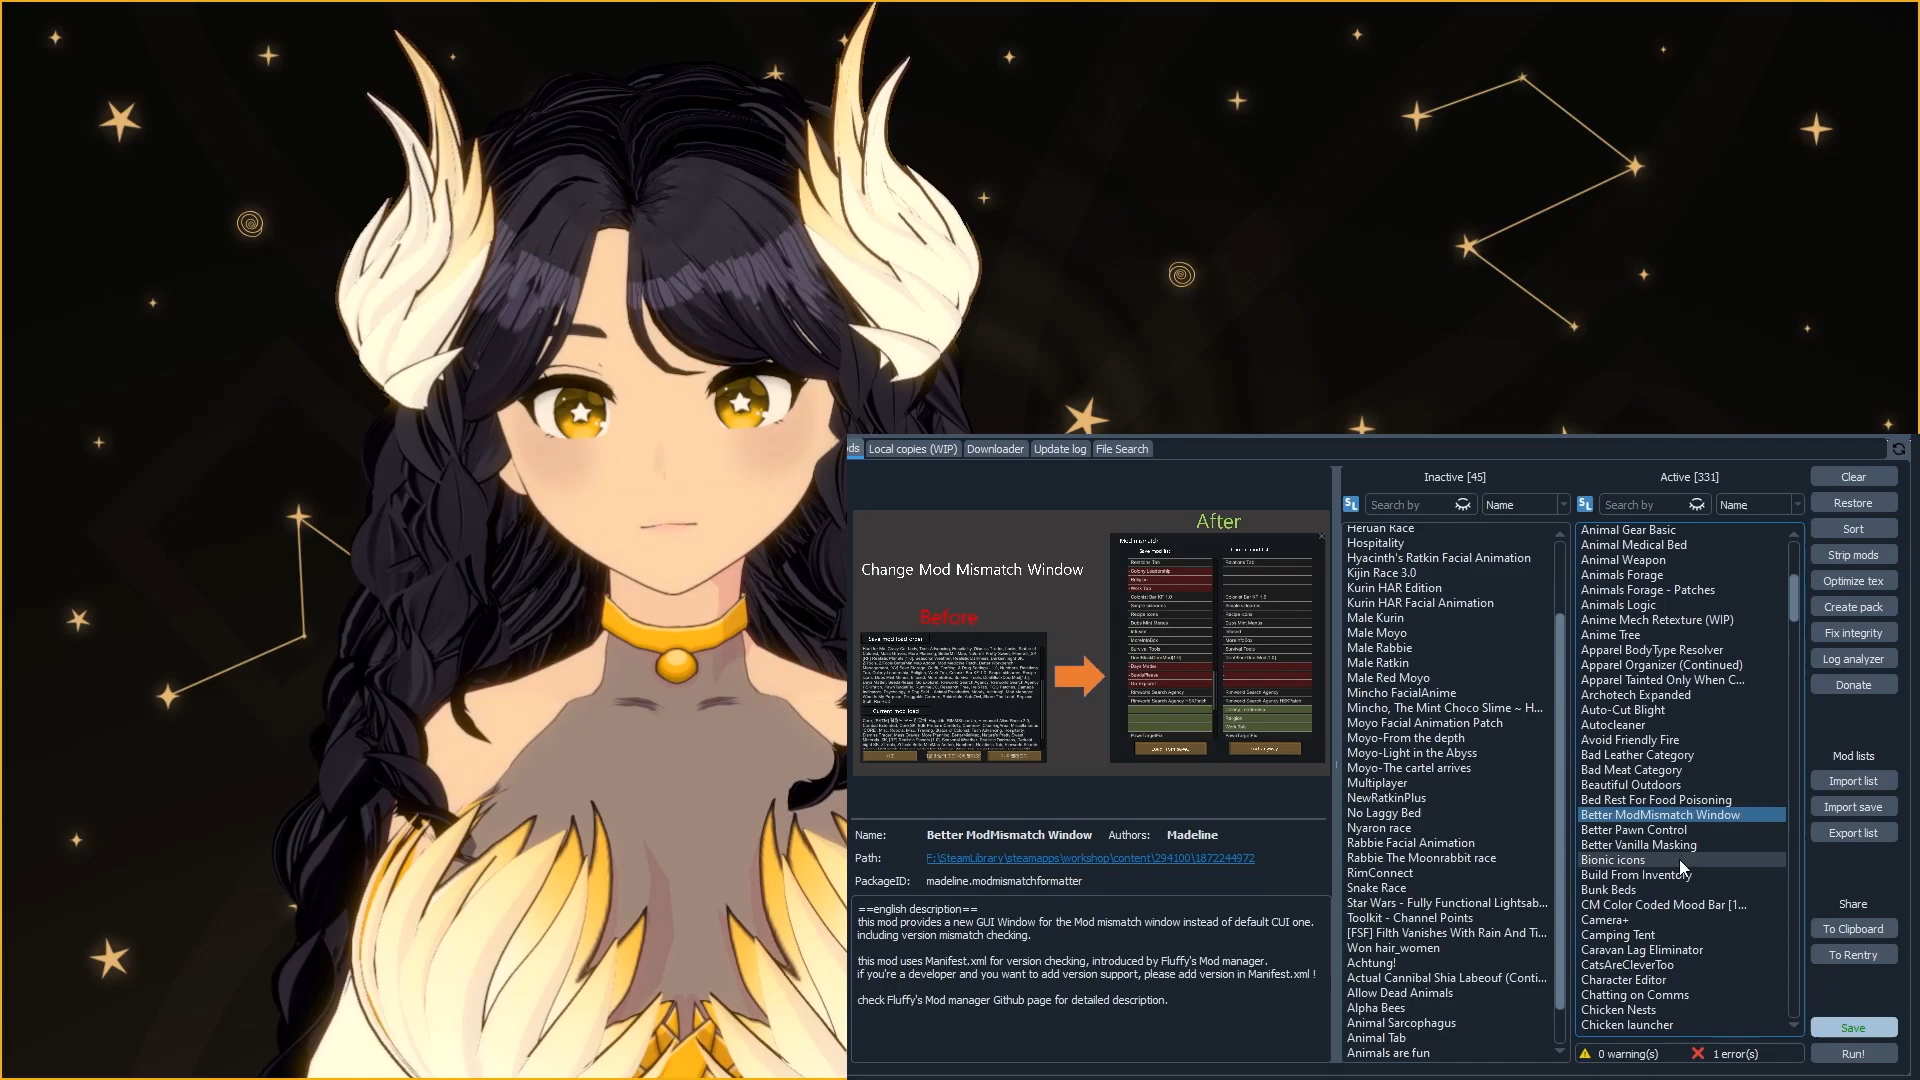 ds
Local copies (WIP)
Downloader
Update log
File Search
After
Change Mod Mismatch Window
Before
Name: Better ModMismatch Window Authors: Madeline
Path: F:\SteamLibrary\steamapps\workshop\content\294100\1872244972
PackageID: madeline.modmismatchformatter
==english description==
this mod provides a new GUI Window for the Mod mismatch window instead of default CUI one.
including version mismatch checking.
this mod uses Manifest.xml for version checking, introduced by Fluffy's Mod manager.
if you're a developer and you want to add version support, please add version in Manifest.xml !
check Fluffy's Mod manager Github page for detailed description.
Inactive [45]
Search by
Name
Heruan Race
Hospitality
Hyacinth's Ratkin Facial Animation
Kijin Race 3.0
Kurin HAR Edition
Kurin HAR Facial Animation
Male Kurin
Male Moyo
Male Rabbie
Male Ratkin
Male Red Moyo
Mincho FacialAnime
Mincho, The Mint Choco Slime ~ H...
Moyo Facial Animation Patch
Moyo-From the depth
Moyo-Light in the Abyss
Moyo-The cartel arrives
Multiplayer
NewRatkinPlus
No Laggy Bed
Nyaron race
Rabbie Facial Animation
Rabbie The Moonrabbit race
RimConnect
Snake Race
Star Wars - Fully Functional Lightsab...
Toolkit - Channel Points
[FSF] Filth Vanishes With Rain And Ti...
Won hair_women
Achtung!
Actual Cannibal Shia Labeouf (Conti...
Allow Dead Animals
Alpha Bees
Animal Sarcophagus
Animal Tab
Animals are fun
Active [331]
Search by
Name
Animal Gear Basic
Animal Medical Bed
Animal Weapon
Animals Forage
Animals Forage - Patches
Animals Logic
Anime Mech Retexture (WIP)
Anime Tree
Apparel BodyType Resolver
Apparel Organizer (Continued)
Apparel Tainted Only When C...
Archotech Expanded
Auto-Cut Blight
Autocleaner
Avoid Friendly Fire
Bad Leather Category
Bad Meat Category
Beautiful Outdoors
Bed Rest For Food Poisoning
Better ModMismatch Window
Better Pawn Control
Better Vanilla Masking
Bionic icons
Build From Inventory
Bunk Beds
CM Color Coded Mood Bar [1...
Camera+
Camping Tent
Caravan Lag Eliminator
CatsAreCleverToo
Character Editor
Chatting on Comms
Chicken Nests
Chicken launcher
0 warning(s)
1 error(s)
Clear
Restore
Sort
Strip mods
Optimize tex
Create pack
Fix integrity
Log analyzer
Donate
Mod lists
Import list
Import save
Export list
Share
To Clipboard
To Rentry
Save
Run!